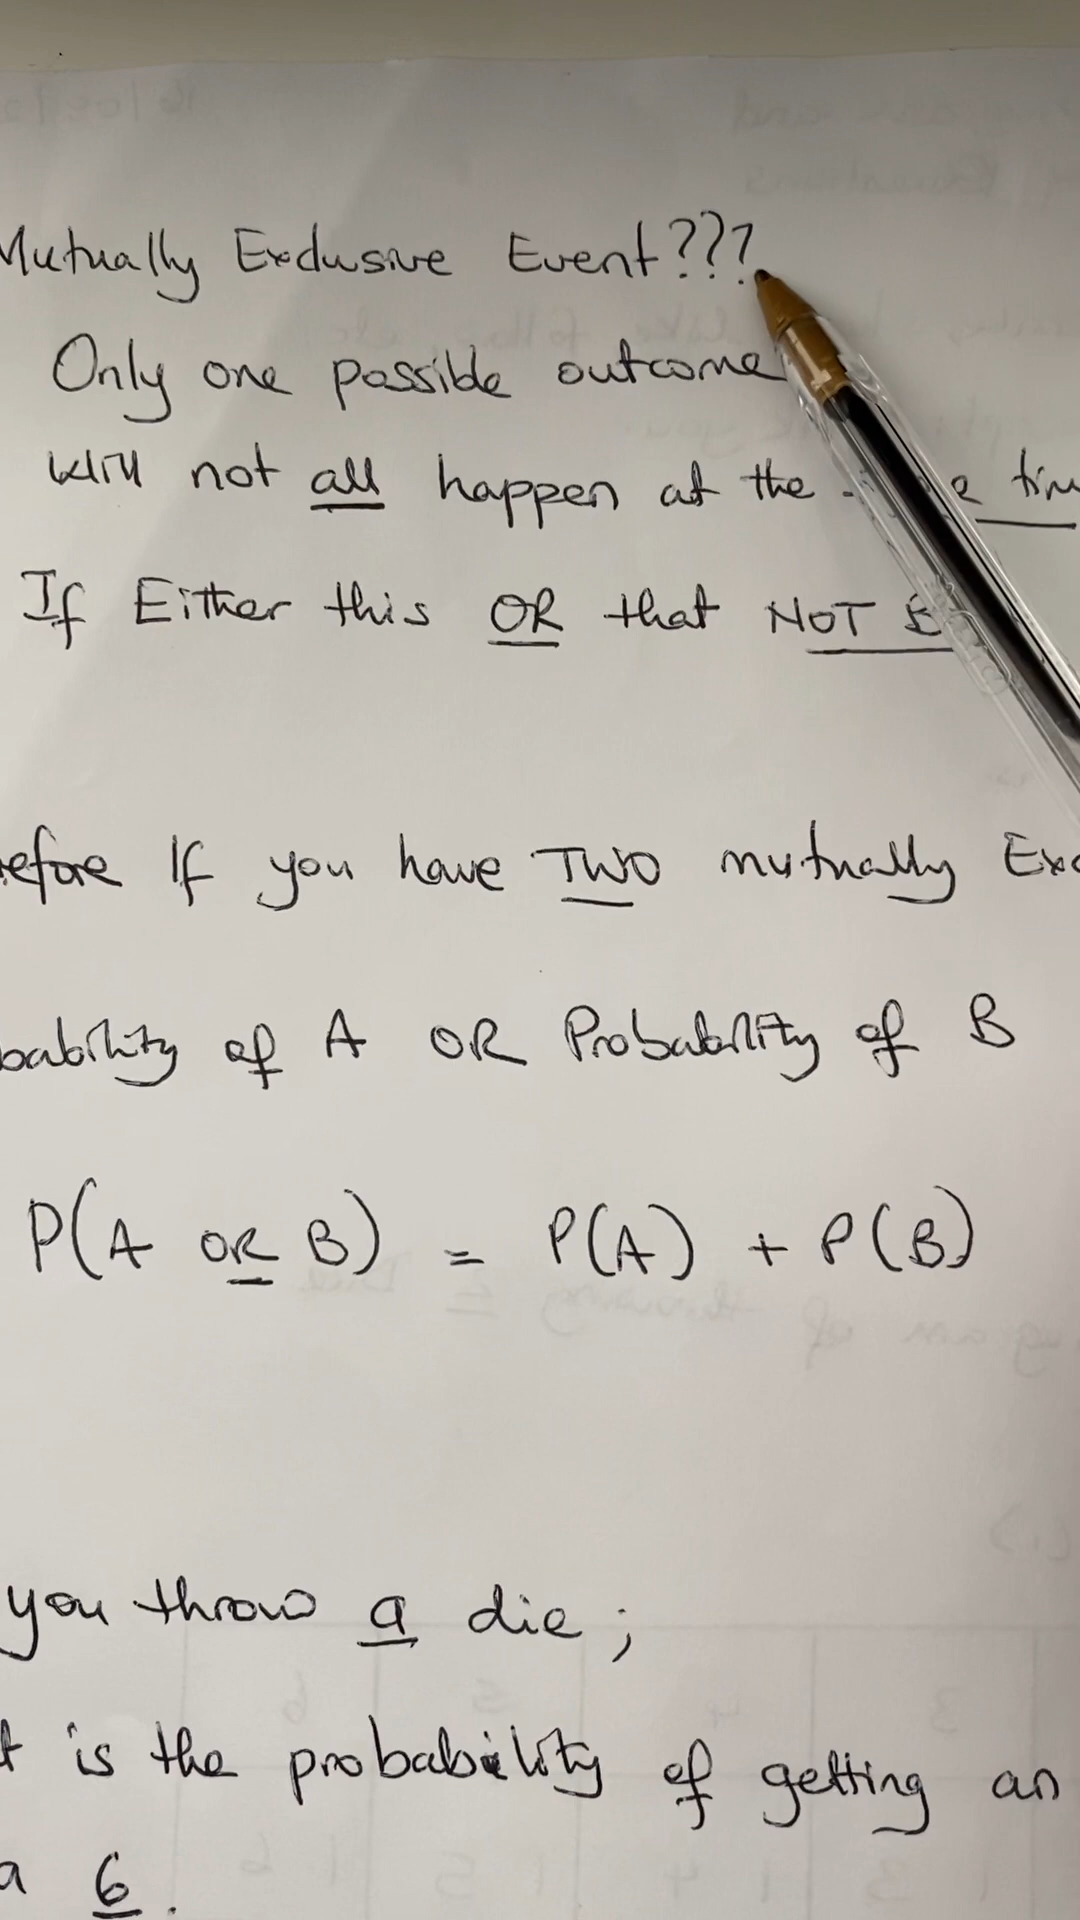 Mutually Exclusive Event???
Only one possible outcome
Will not all happen at the time
If Either this OR that NOT
If you have TWO mutually
of A OR Probability of B
P(A OR B) = P(A) + P(B)
you throw a die;
is the probability of getting an
a 6.